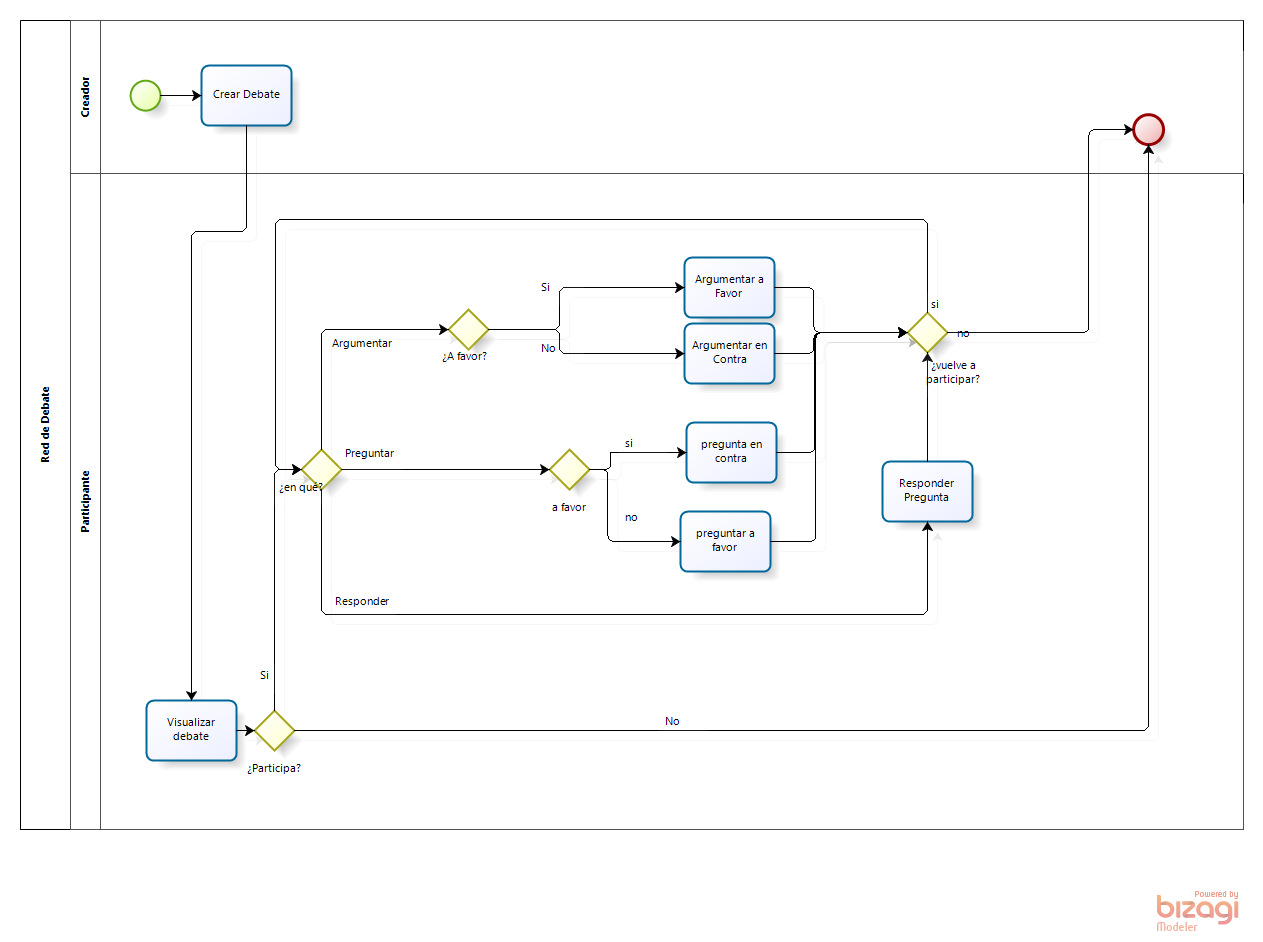 Red de Debate
Creador
Crear Debate
Participante
Si
Argumentar a
Favor
Argumentar
¿A favor?
No
Argumentar en
Contra
si
no
¿vuelve a
participar?
Preguntar
¿en qué?
a favor
si
pregunta en
contra
no
preguntar a
favor
Responder
Pregunta
Responder
Si
Visualizar
debate
¿Participa?
No
Powered by
bizagi
Modeler